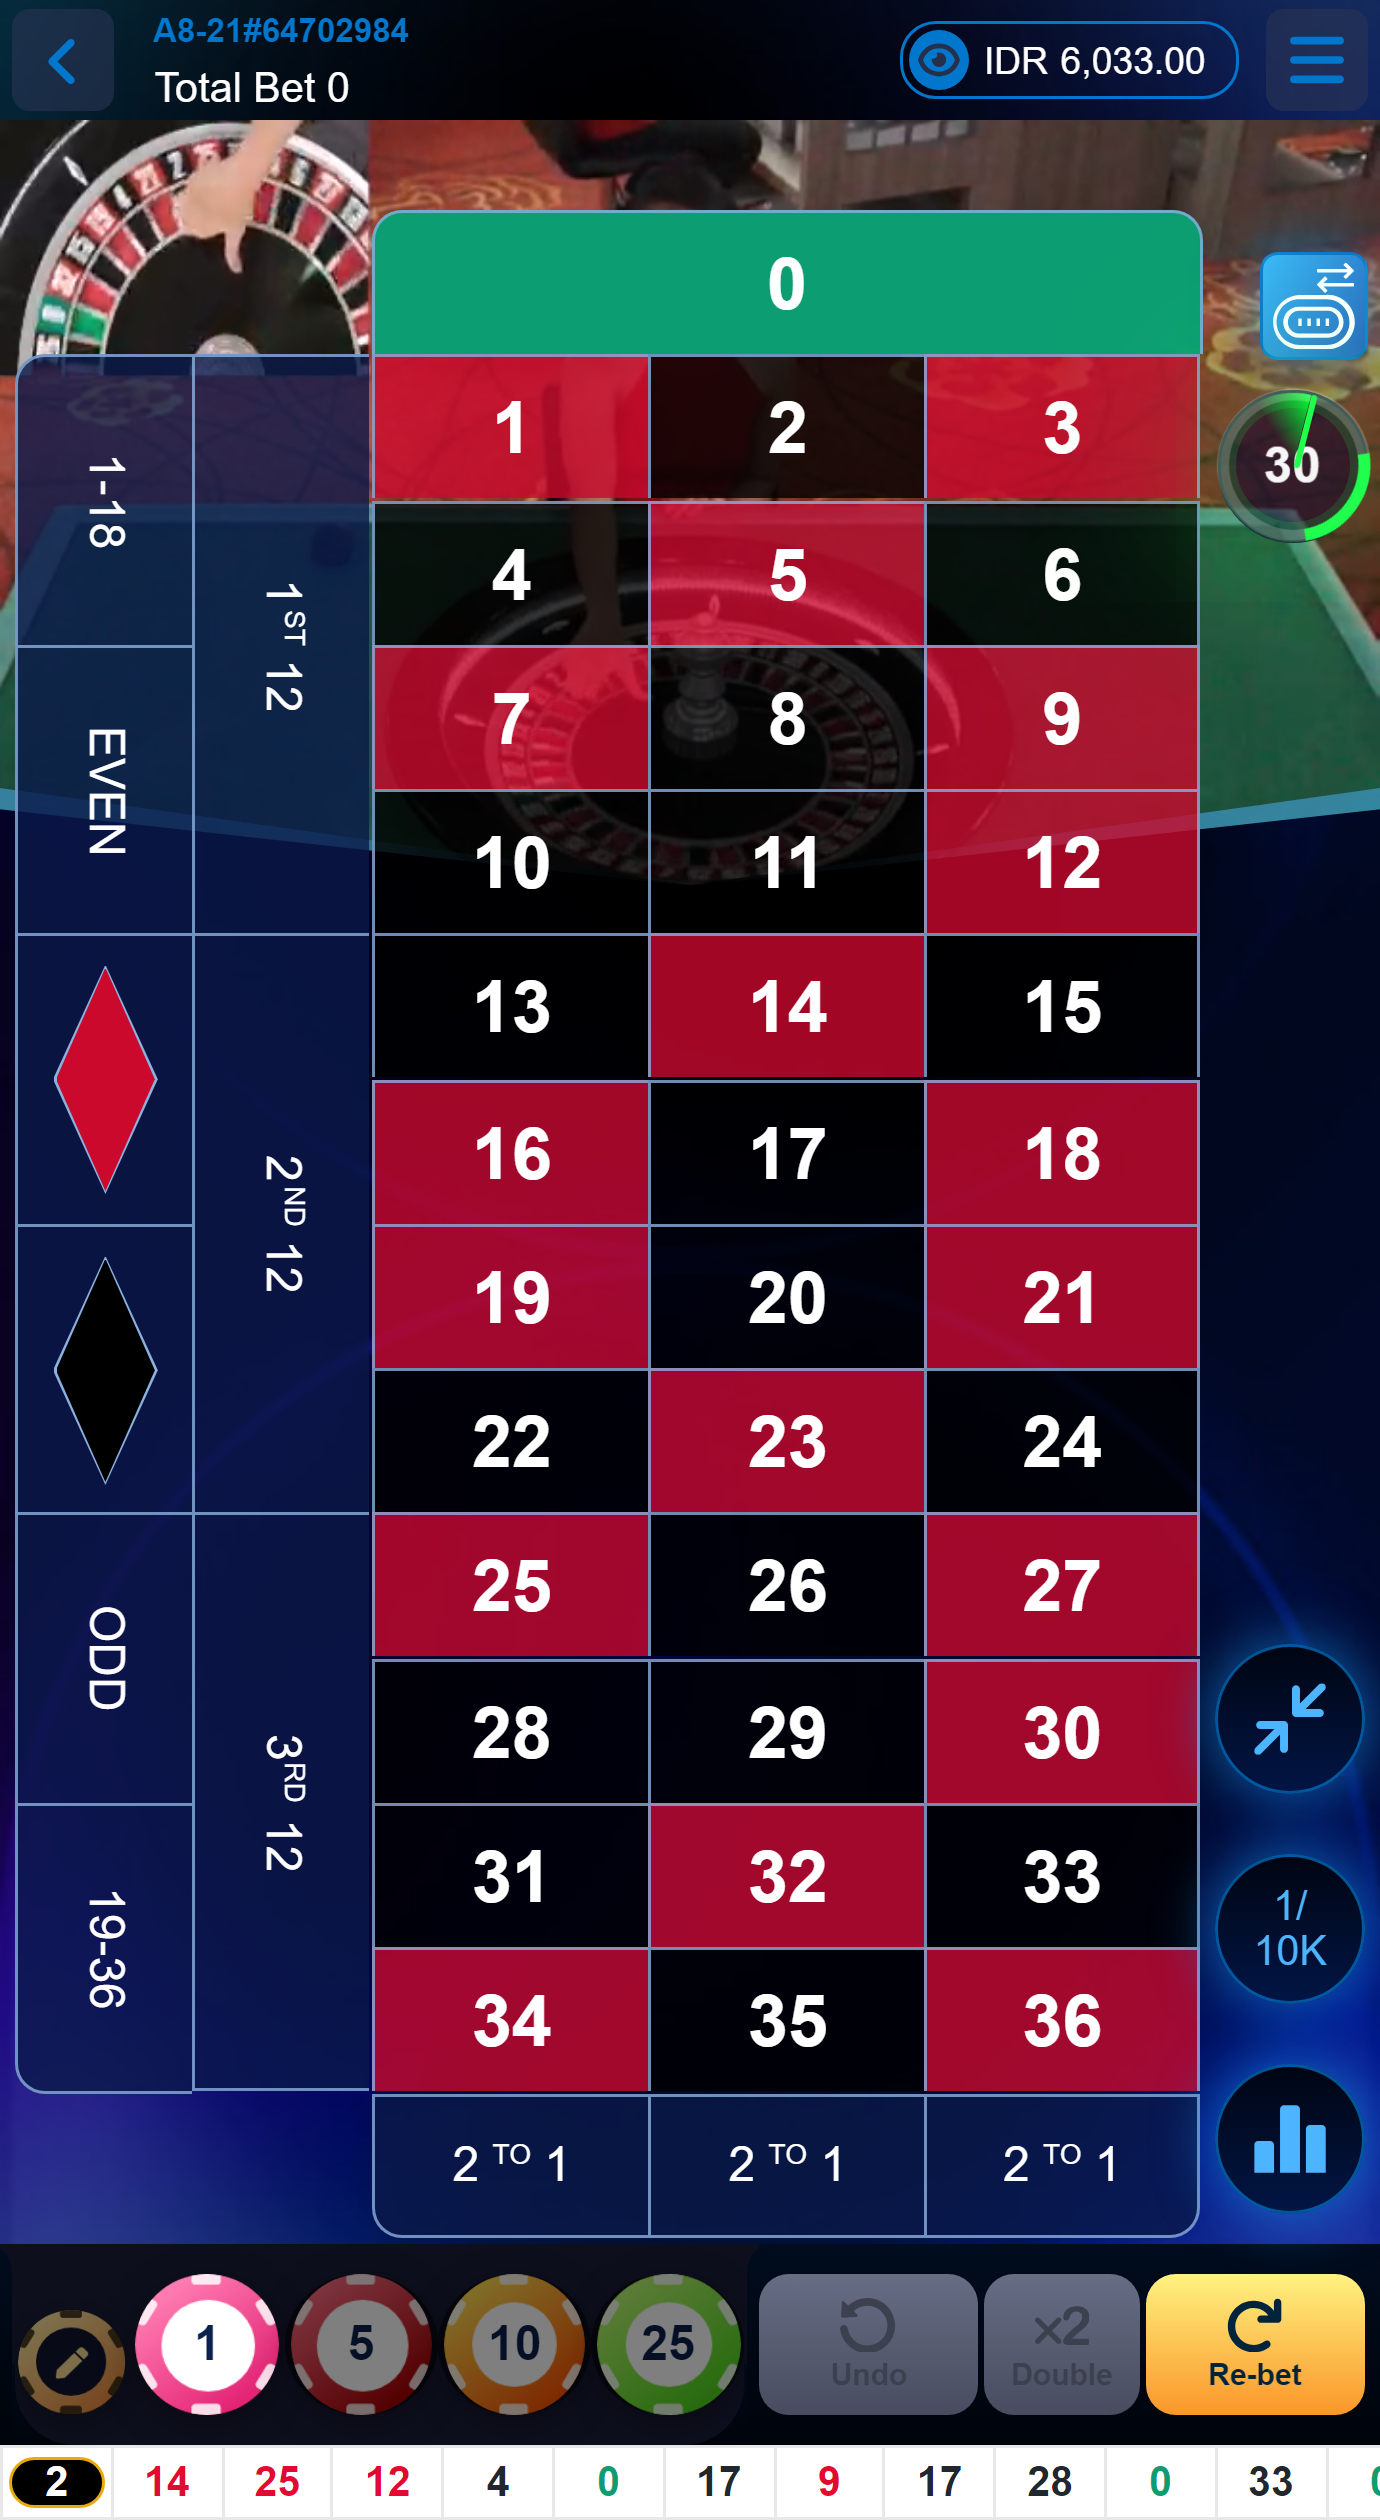 A8-21#64702984
Total Bet 0
IDR 6,033.00
0
1 2 3
30
4 5 6
7 8 9
10 11 12
13 14 15
16 17 18
19 20 21
22 23 24
25 26 27
28 29 30
31 32 33
34 35 36
2 TO 1 2 TO 1 2 TO 1
1-18
EVEN
ODD
19-36
1ST 12
2ND 12
3RD 12
1/
10K
1 5 10 25
Undo
x2
Double
Re-bet
2 14 25 12 4 0 17 9 17 28 0 33